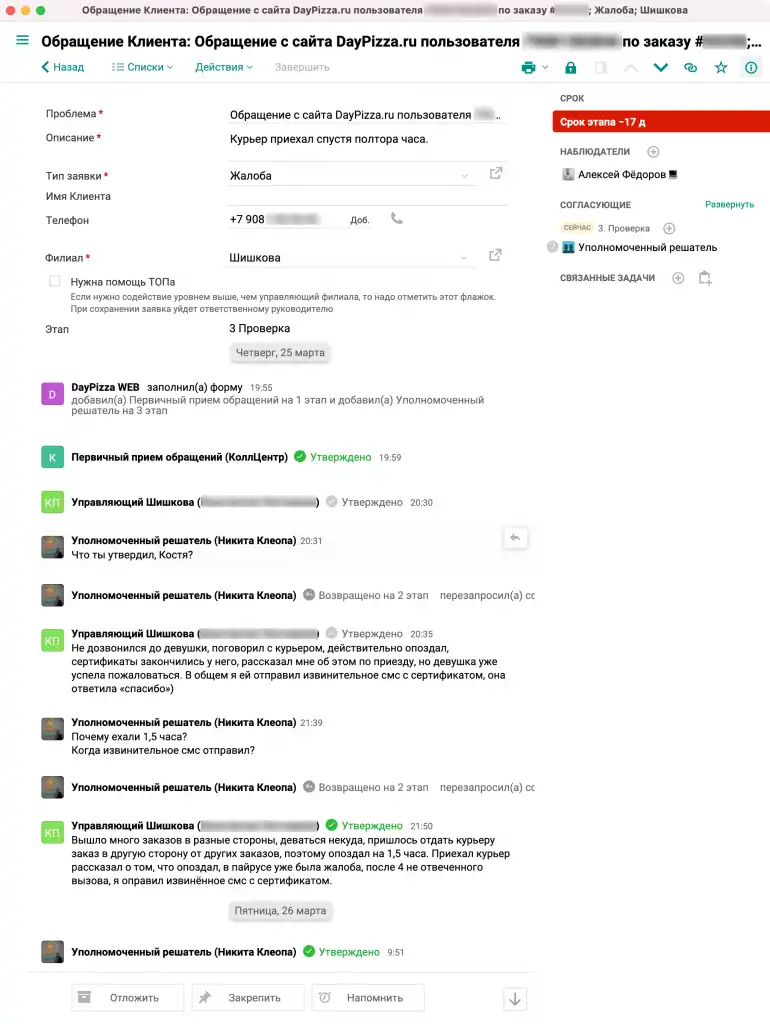 Обращение Клиента: Обращение с сайта DayPizza.ru пользователя по заказу # ; Жалоба; Шишкова
Обращение Клиента: Обращение с сайта DayPizza.ru пользователя по заказу # ;...
Назад Списки Действия Завершить
Проблема * Обращение с сайта DayPizza.ru пользователя ..
Описание * Курьер приехал спустя полтора часа.
Тип заявки * Жалоба
Имя Клиента
Телефон +7 908 Доб.
Филиал * Шишкова
Нужна помощь ТОПа
Если нужно содействие уровнем выше, чем управляющий филиала, то надо отметить этот флажок.
При сохранении заявка уйдет ответственному руководителю
Этап 3 Проверка
Четверг, 25 марта
D DayPizza WEB заполнил(а) форму 19:55
добавил(а) Первичный прием обращений на 1 этап и добавил(а) Уполномоченный
решатель на 3 этап
К Первичный прием обращений (КоллЦентр) Утверждено 19:59
КП Управляющий Шишкова ( ) Утверждено 20:30
Уполномоченный решатель (Никита Клеопа) 20:31
Что ты утвердил, Костя?
Уполномоченный решатель (Никита Клеопа) Возвращено на 2 этап перезапросил(а) сс
КП Управляющий Шишкова ( ) Утверждено 20:35
Не дозвонился до девушки, поговорил с курьером, действительно опоздал,
сертификаты закончились у него, рассказал мне об этом по приезду, но девушка уже
успела пожаловаться. В общем я ей отправил извинительное смс с сертификатом, она
ответила «спасибо»)
Уполномоченный решатель (Никита Клеопа) 21:39
Почему ехали 1,5 часа?
Когда извинительное смс отправил?
Уполномоченный решатель (Никита Клеопа) Возвращено на 2 этап перезапросил(а) сс
КП Управляющий Шишкова ( ) Утверждено 21:50
Вышло много заказов в разные стороны, деваться некуда, пришлось отдать курьеру
заказ в другую сторону от других заказов, поэтому опоздал на 1,5 часа. Приехал курьер
рассказал о том, что опоздал, в пайрусе уже была жалоба, после 4 не отвеченного
вызова, я оправил извинённое смс с сертификатом.
Пятница, 26 марта
Уполномоченный решатель (Никита Клеопа) Утверждено 9:51
Отложить Закрепить Напомнить
СРОК
Срок этапа −17 д
НАБЛЮДАТЕЛИ
Алексей Фёдоров
СОГЛАСУЮЩИЕ Развернуть
СЕЙЧАС 3. Проверка
Уполномоченный решатель
СВЯЗАННЫЕ ЗАДАЧИ